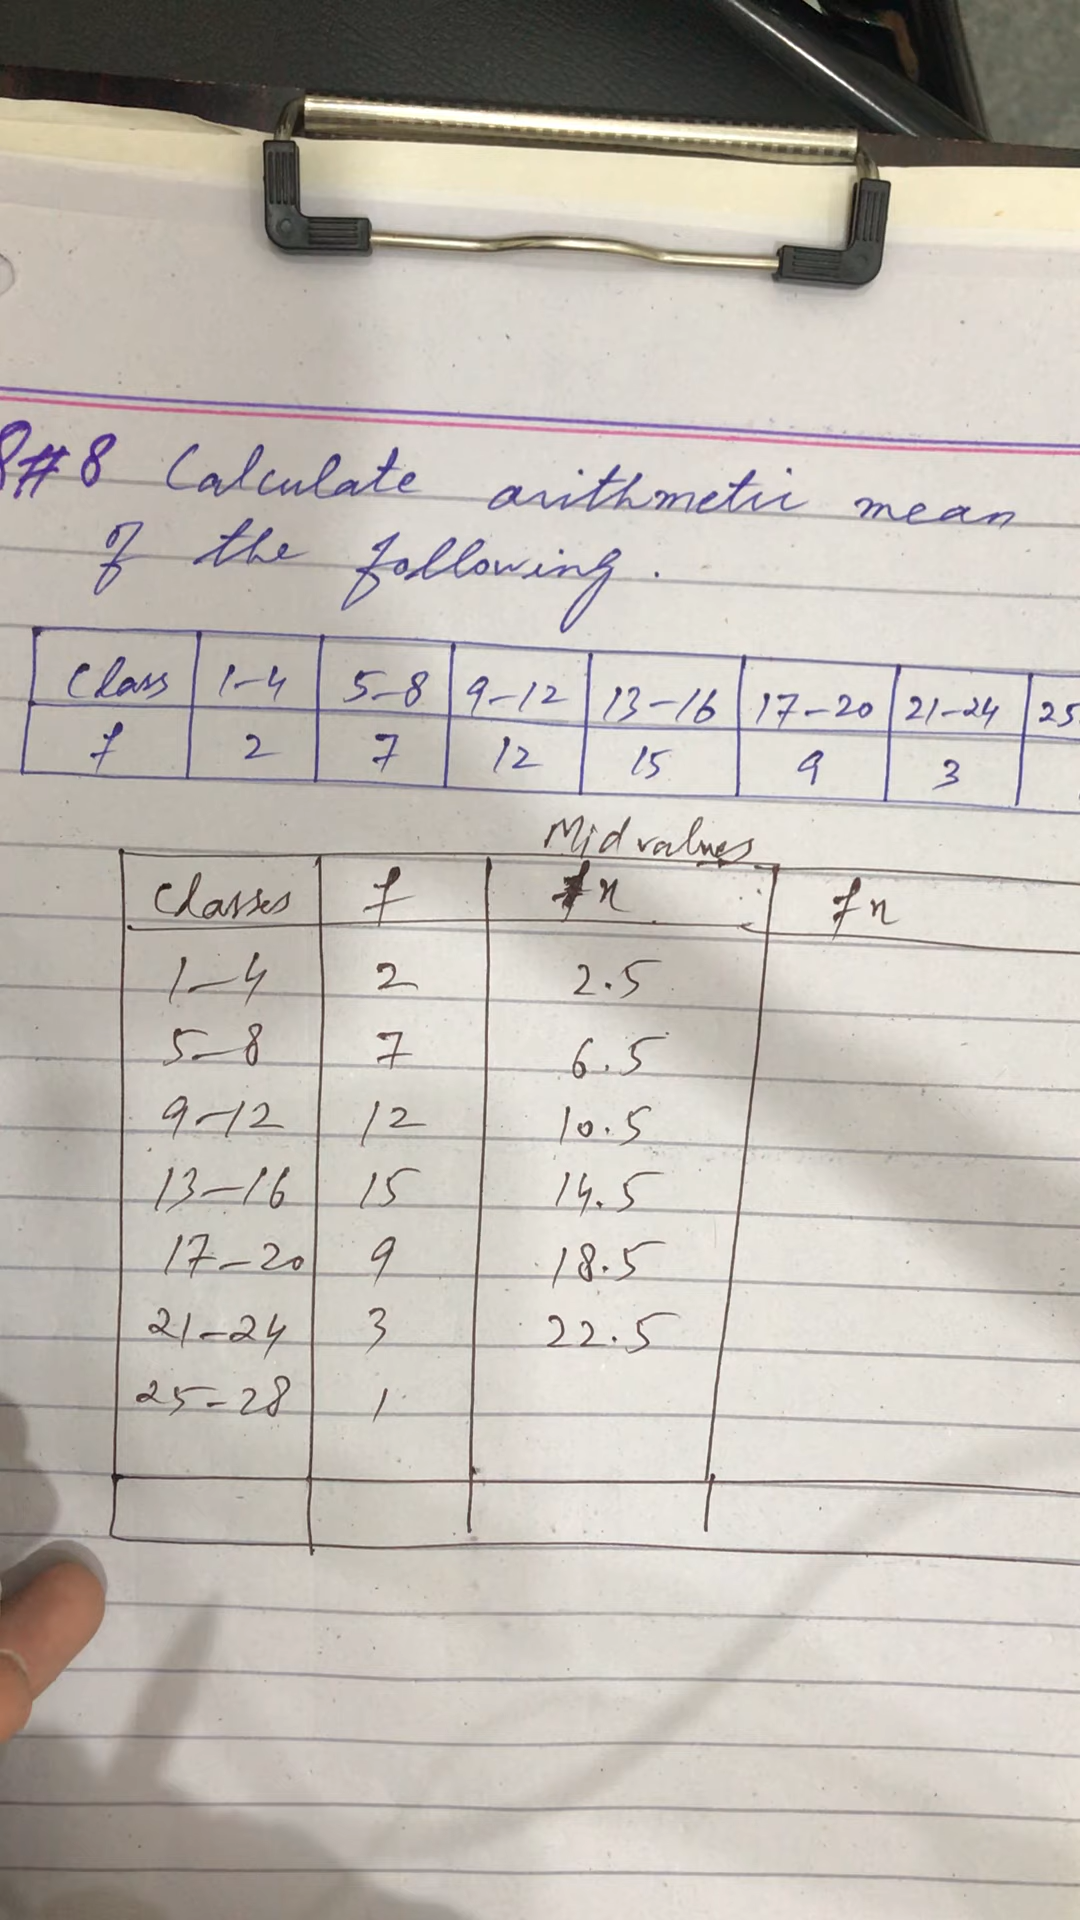 Q#8 Calculate arithmetic mean
of the following.
Class 1-4 5-8 9-12 13-16 17-20 21-24 25
f 2 7 12 15 9 3
Mid values
Classes f x fx
1-4 2 2.5
5-8 7 6.5
9-12 12 10.5
13-16 15 14.5
17-20 9 18.5
21-24 3 22.5
25-28 1